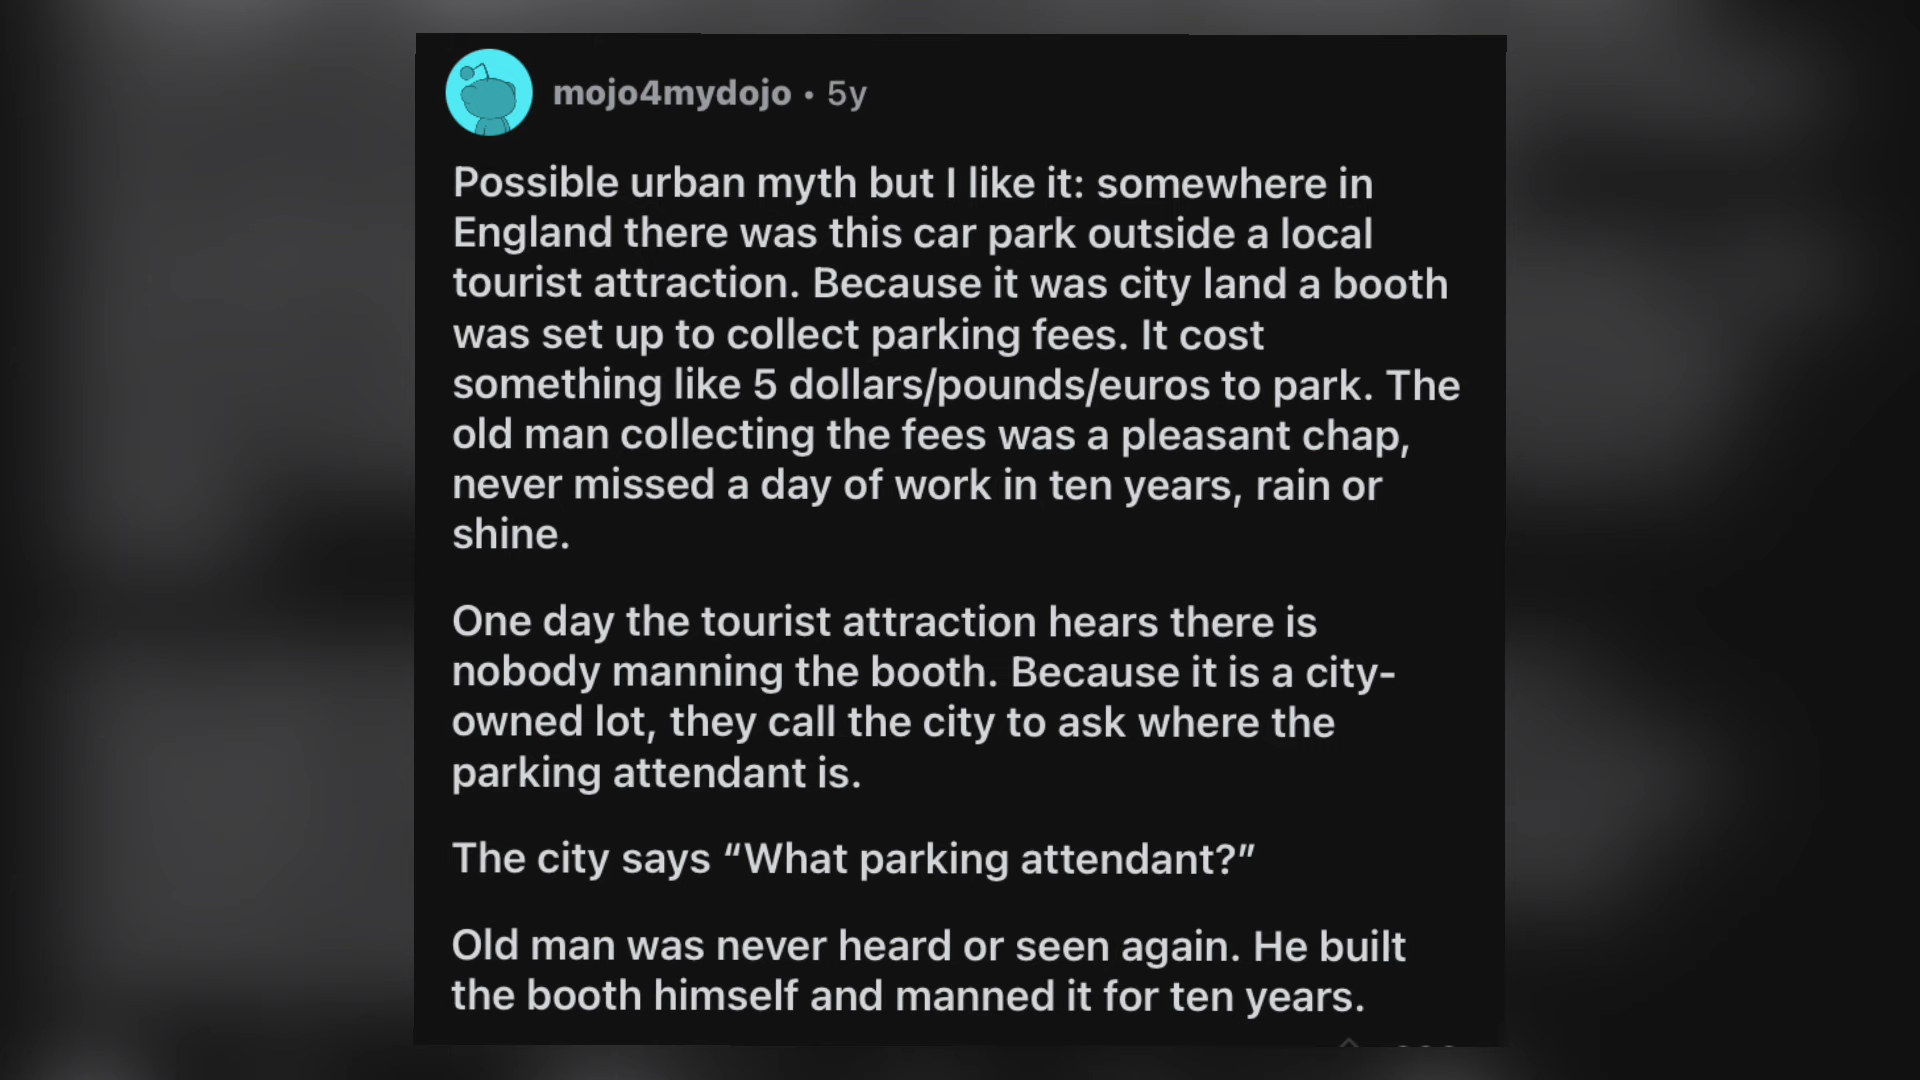 mojo4mydojo • 5y
Possible urban myth but I like it: somewhere in
England there was this car park outside a local
tourist attraction. Because it was city land a booth
was set up to collect parking fees. It cost
something like 5 dollars/pounds/euros to park. The
old man collecting the fees was a pleasant chap,
never missed a day of work in ten years, rain or
shine.
One day the tourist attraction hears there is
nobody manning the booth. Because it is a city-
owned lot, they call the city to ask where the
parking attendant is.
The city says “What parking attendant?”
Old man was never heard or seen again. He built
the booth himself and manned it for ten years.